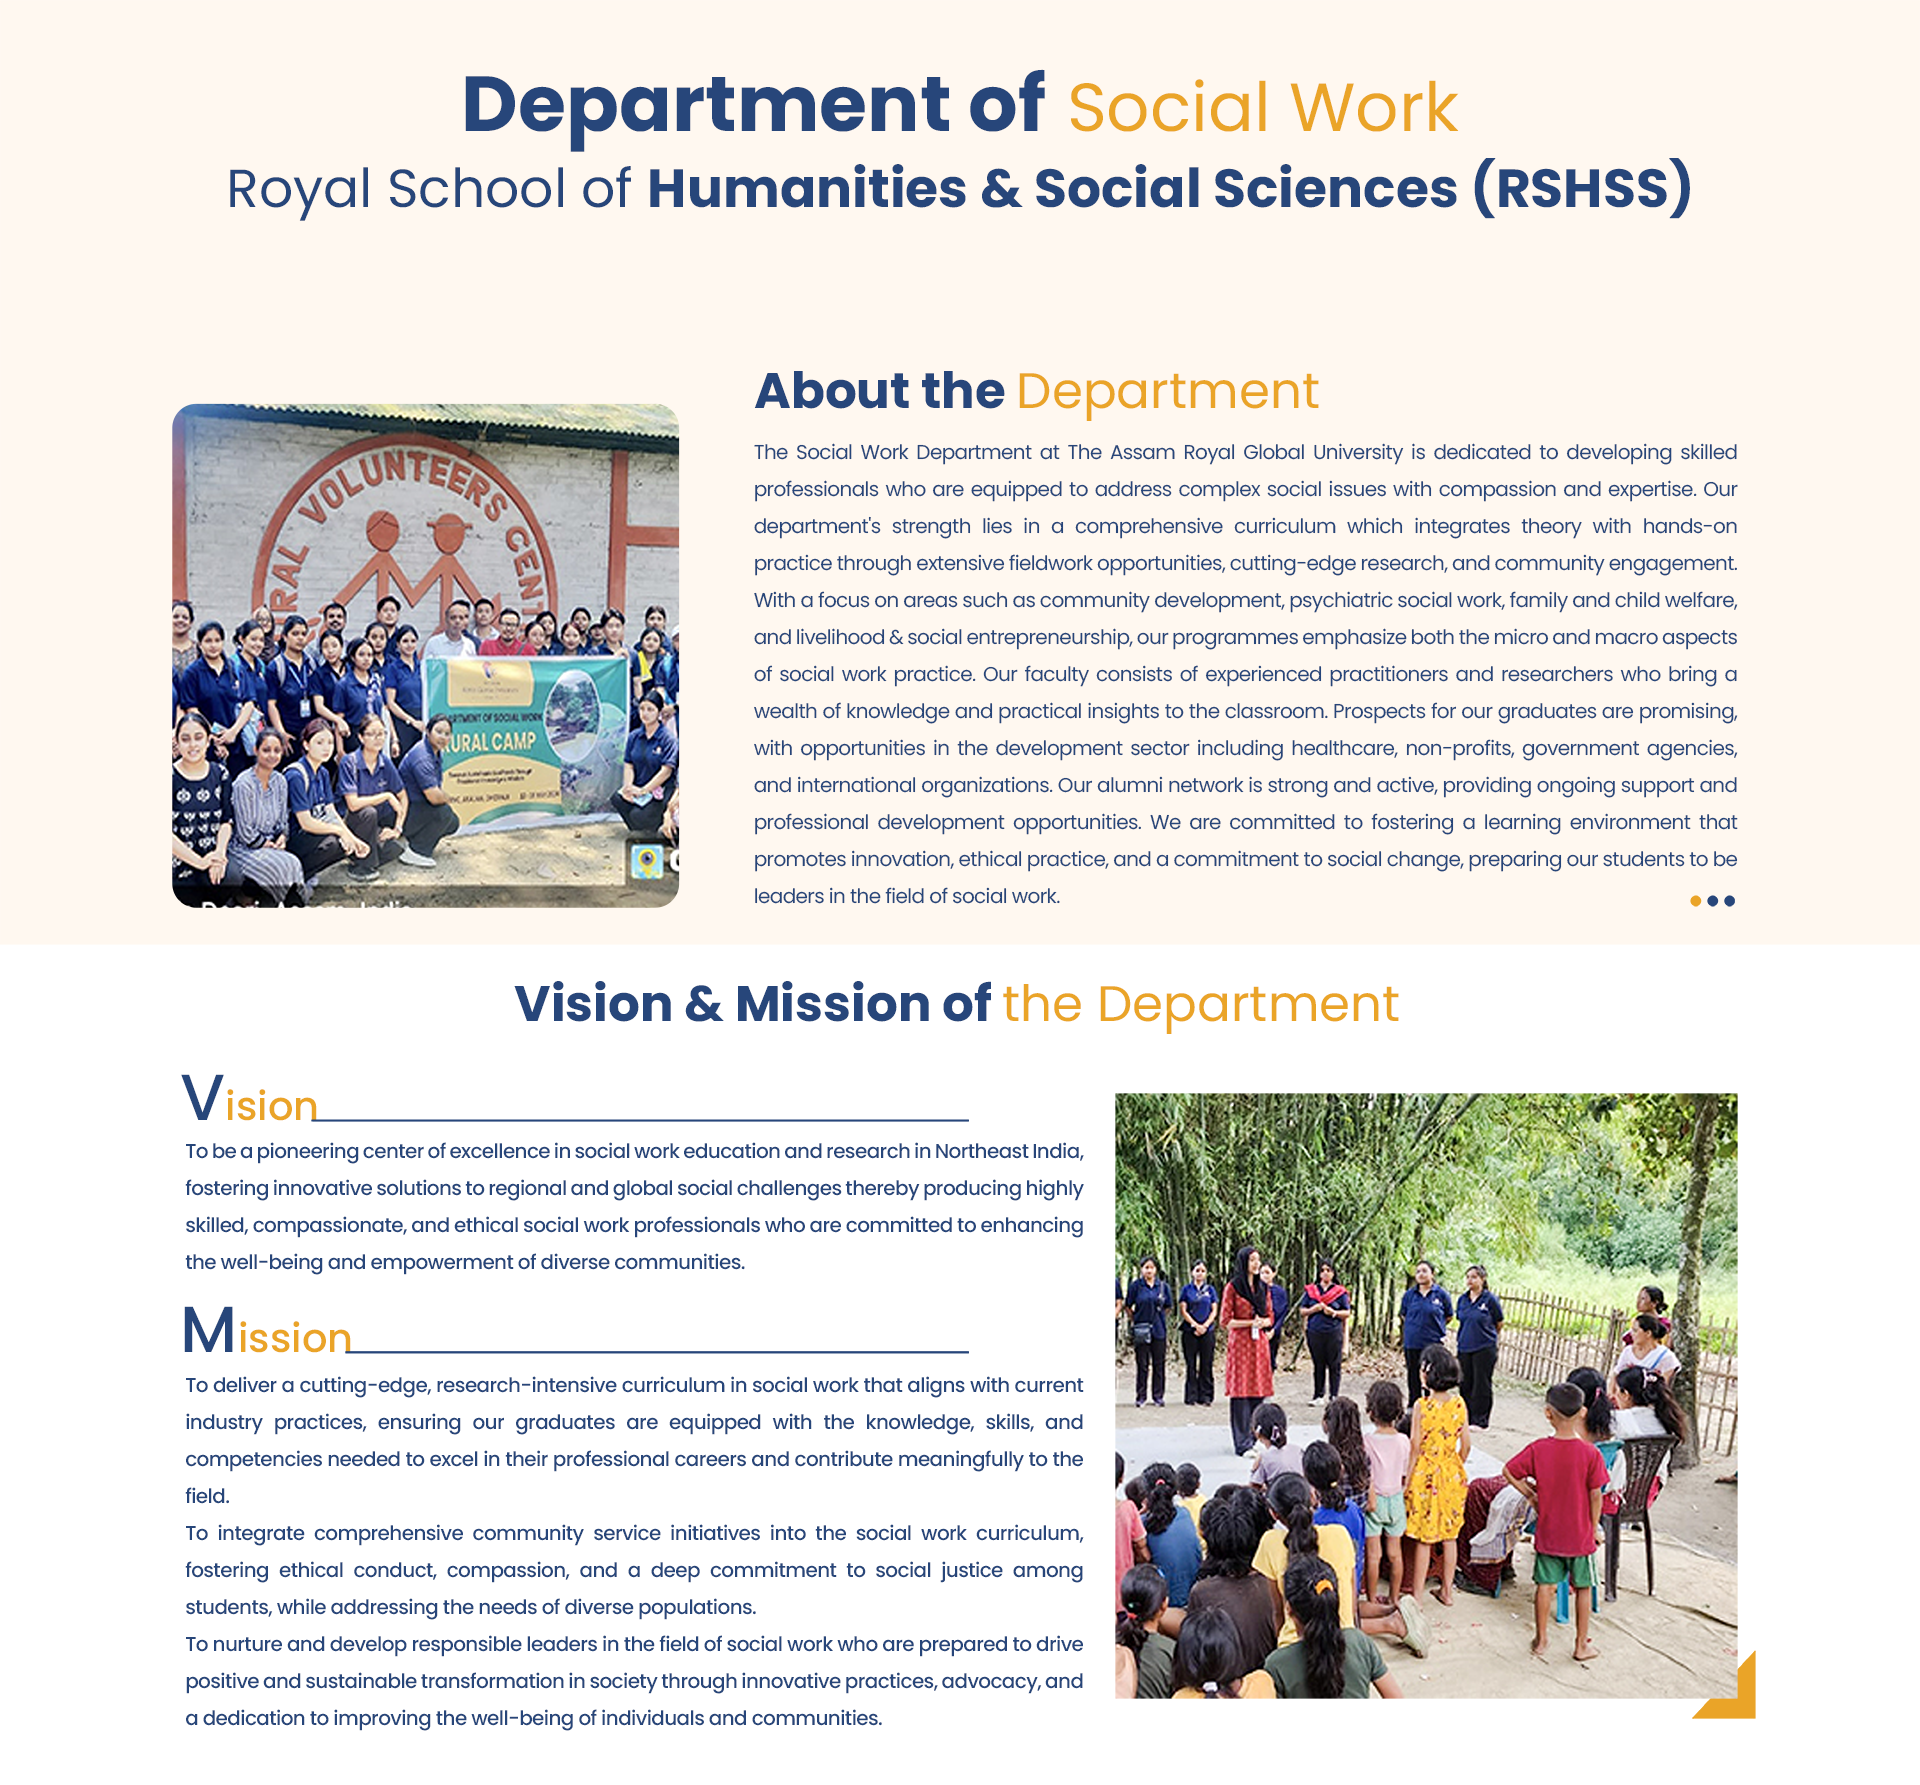 Department of Social Work
Royal School of Humanities & Social Sciences (RSHSS)
VOLUNTEERS
DEPARTMENT OF SOCIAL WORK
RURAL CAMP
About the Department
The Social Work Department at The Assam Royal Global University is dedicated to developing skilled
professionals who are equipped to address complex social issues with compassion and expertise. Our
department's strength lies in a comprehensive curriculum which integrates theory with hands-on
practice through extensive fieldwork opportunities, cutting-edge research, and community engagement.
With a focus on areas such as community development, psychiatric social work, family and child welfare,
and livelihood & social entrepreneurship, our programmes emphasize both the micro and macro aspects
of social work practice. Our faculty consists of experienced practitioners and researchers who bring a
wealth of knowledge and practical insights to the classroom. Prospects for our graduates are promising,
with opportunities in the development sector including healthcare, non-profits, government agencies,
and international organizations. Our alumni network is strong and active, providing ongoing support and
professional development opportunities. We are committed to fostering a learning environment that
promotes innovation, ethical practice, and a commitment to social change, preparing our students to be
leaders in the field of social work.
Vision & Mission of the Department
Vision
To be a pioneering center of excellence in social work education and research in Northeast India,
fostering innovative solutions to regional and global social challenges thereby producing highly
skilled, compassionate, and ethical social work professionals who are committed to enhancing
the well-being and empowerment of diverse communities.
Mission
To deliver a cutting-edge, research-intensive curriculum in social work that aligns with current
industry practices, ensuring our graduates are equipped with the knowledge, skills, and
competencies needed to excel in their professional careers and contribute meaningfully to the
field.
To integrate comprehensive community service initiatives into the social work curriculum,
fostering ethical conduct, compassion, and a deep commitment to social justice among
students, while addressing the needs of diverse populations.
To nurture and develop responsible leaders in the field of social work who are prepared to drive
positive and sustainable transformation in society through innovative practices, advocacy, and
a dedication to improving the well-being of individuals and communities.